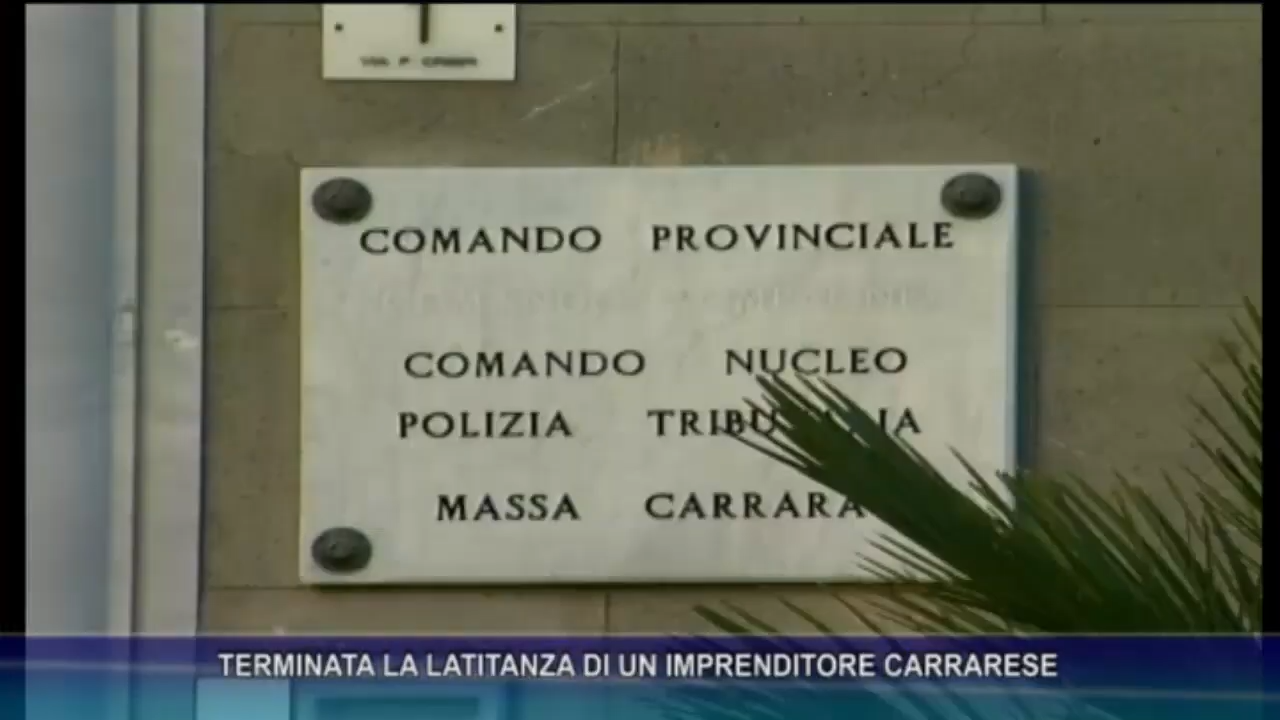 COMANDO PROVINCIALE
COMANDO NUCLEO
POLIZIA
MASSA CARRARA
TERMINATA LA LATITANZA DI UN IMPRENDITORE CARRARESE